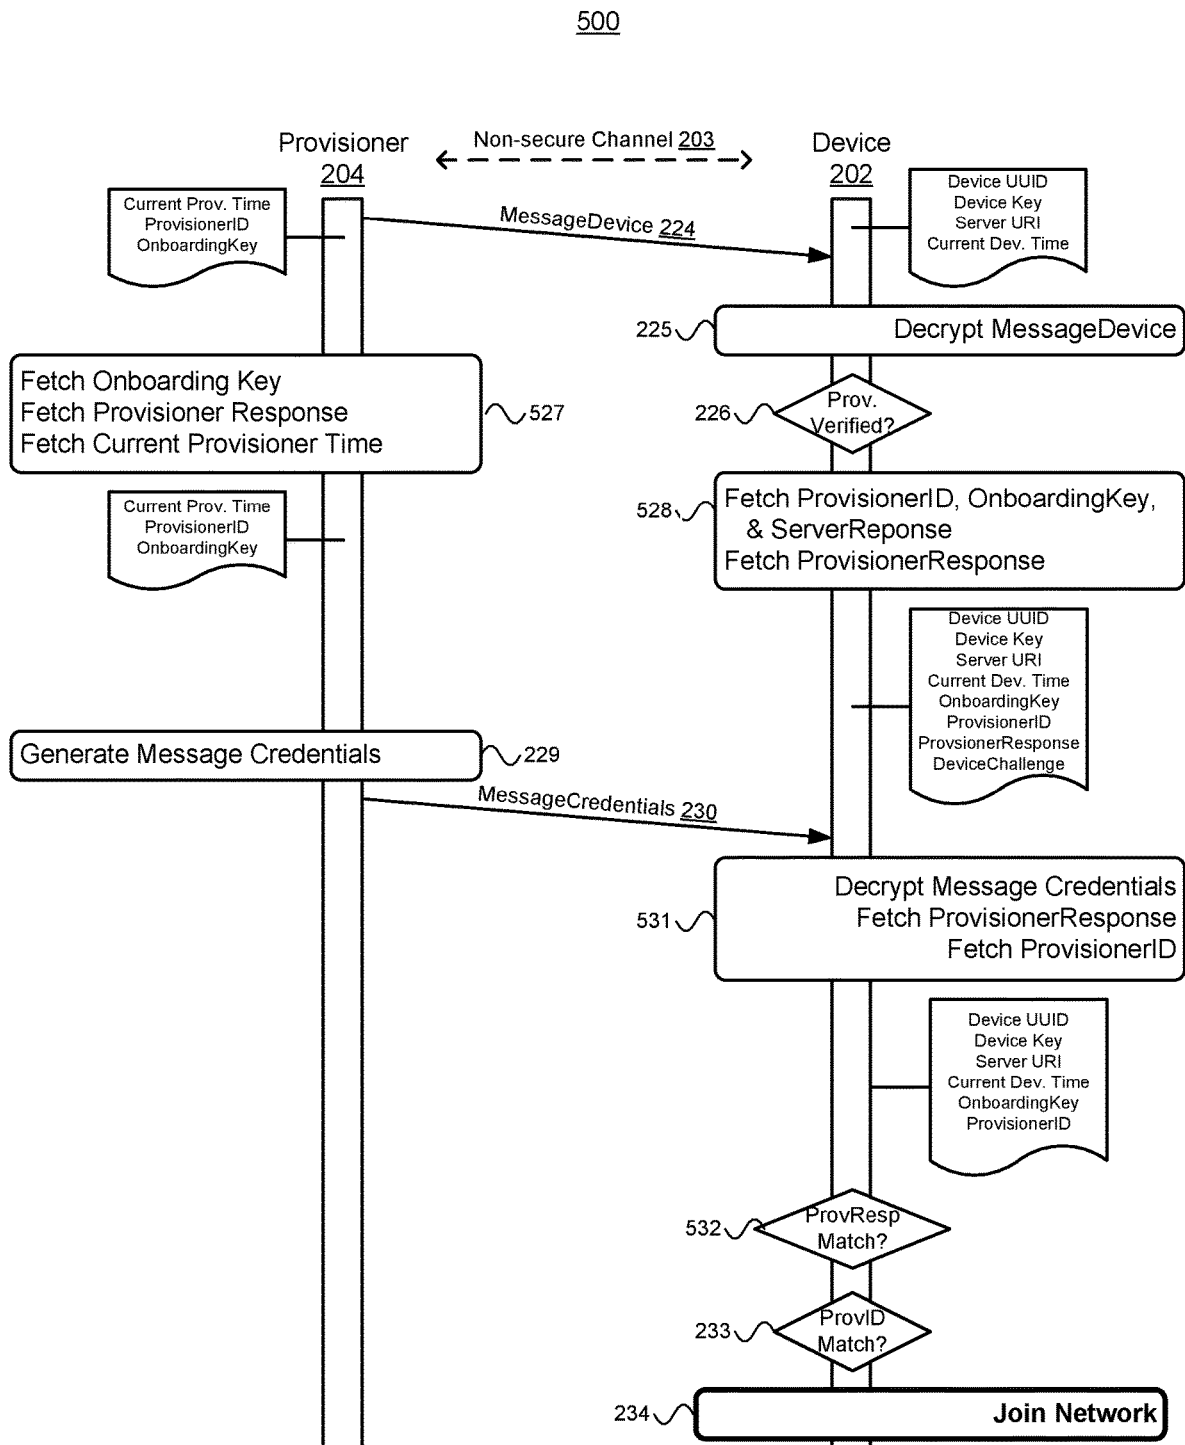 500
Provisioner
204
Non-secure Channel 203
Device
202
Current Prov. Time
ProvisionerID
OnboardingKey
MessageDevice 224
Device UUID
Device Key
Server URI
Current Dev. Time
225
Decrypt MessageDevice
Fetch Onboarding Key
Fetch Provisioner Response
Fetch Current Provisioner Time
527
226
Prov.
Verified?
Current Prov. Time
ProvisionerID
OnboardingKey
528
Fetch ProvisionerID, OnboardingKey,
& ServerReponse
Fetch ProvisionerResponse
Device UUID
Device Key
Server URI
Current Dev. Time
OnboardingKey
ProvisionerID
ProvsionerResponse
DeviceChallenge
Generate Message Credentials
229
MessageCredentials 230
531
Decrypt Message Credentials
Fetch ProvisionerResponse
Fetch ProvisionerID
Device UUID
Device Key
Server URI
Current Dev. Time
OnboardingKey
ProvisionerID
532
ProvResp
Match?
233
ProvID
Match?
234
Join Network